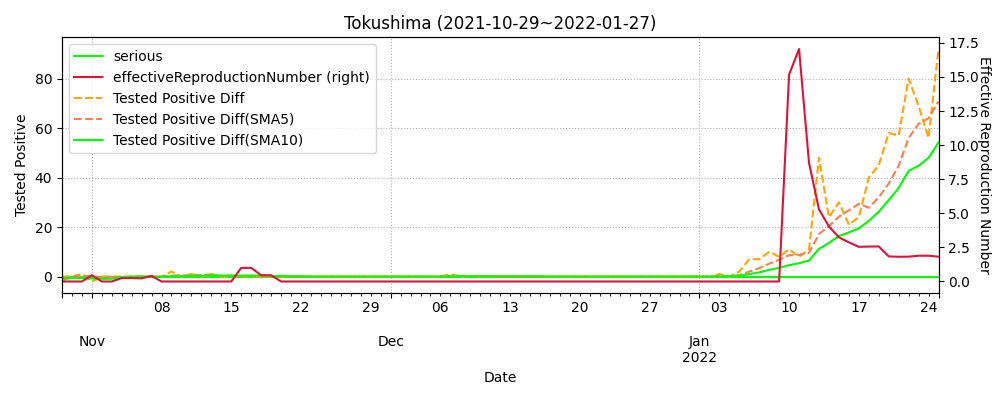 Tokushima (2021-10-29~2022-01-27)
serious
effectiveReproductionNumber (right)
Tested Positive Diff
Tested Positive Diff(SMA5)
Tested Positive Diff(SMA10)
Tested Positive
80
60
40
20
0
17.5
15.0
12.5
10.0
7.5
5.0
2.5
0.0
Effective Reproduction Number
08 15 22 29 06 13 20 27 03 10 17 24
Nov Dec Jan
2022
Date